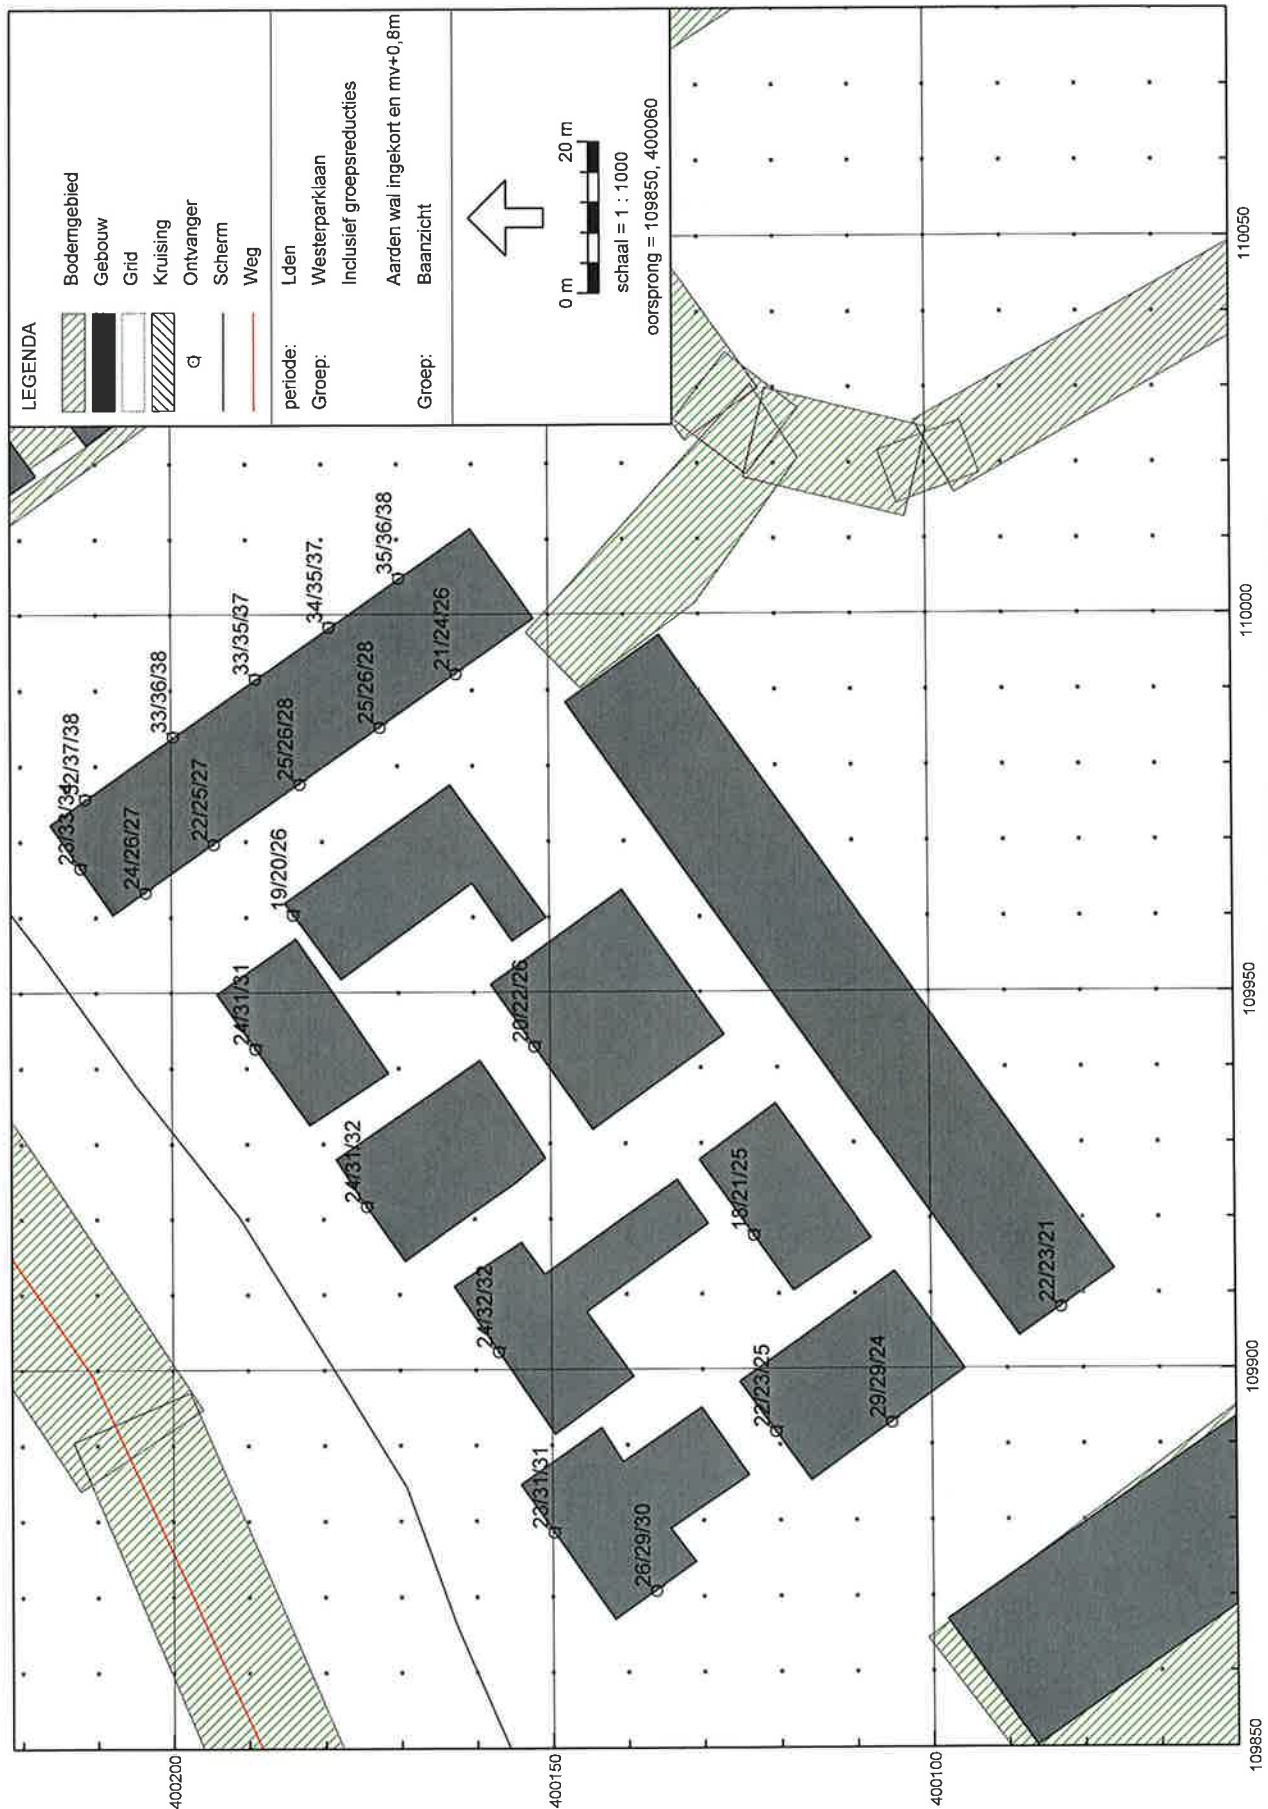 LEGENDA
Bodemgebied
Gebouw
Grid
Kruising
Ontvanger
Scherm
Weg
periode: Lden
Groep: Westerparklaan
Inclusief groepsreducties
Aarden wal ingekort en mv+0,8m
Groep: Baanzicht
0 m 20 m
schaal = 1 : 1000
oorsprong = 109850, 400060
23/33/34
32/37/38
24/26/27
33/36/38
22/25/27
33/35/37
25/26/28
34/35/37
25/26/28
35/36/38
21/24/26
19/20/26
24/31/31
20/22/26
24/31/32
18/21/25
24/32/32
22/23/21
22/23/25
29/29/24
23/31/31
26/29/30
400200
400150
400100
109850
109900
109950
110000
110050